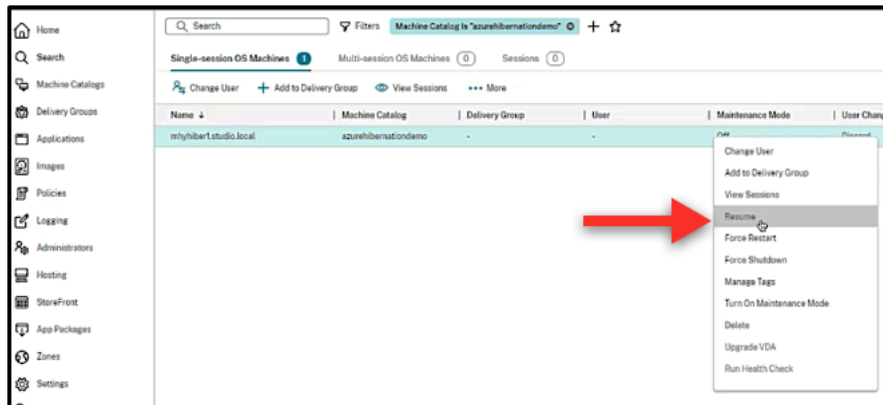 Home
Search
Machine Catalogs
Delivery Groups
Applications
Images
Policies
Logging
Administrators
Hosting
StoreFront
App Packages
Zones
Settings
Search Filters Machine Catalog Is "azurehibernationdemo"
Single-session OS Machines 1 Multi-session OS Machines 0 Sessions 0
Change User Add to Delivery Group View Sessions ••• More
Name ↓ Machine Catalog Delivery Group User Maintenance Mode User Chang
mhyhiber1.studio.local azurehibernationdemo - - Off Discard
Change User
Add to Delivery Group
View Sessions
Resume
Force Restart
Force Shutdown
Manage Tags
Turn On Maintenance Mode
Delete
Upgrade VDA
Run Health Check